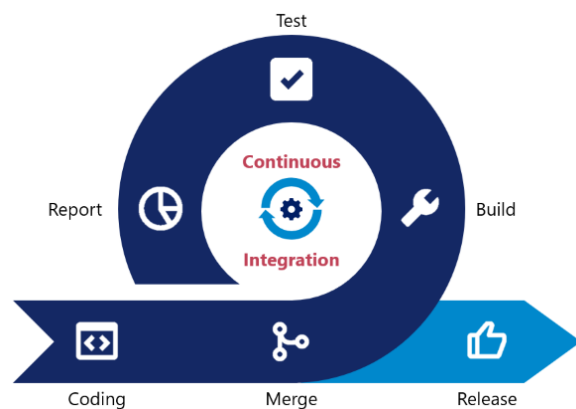 Test
Continuous
Report
Build
Integration
Coding
Merge
Release